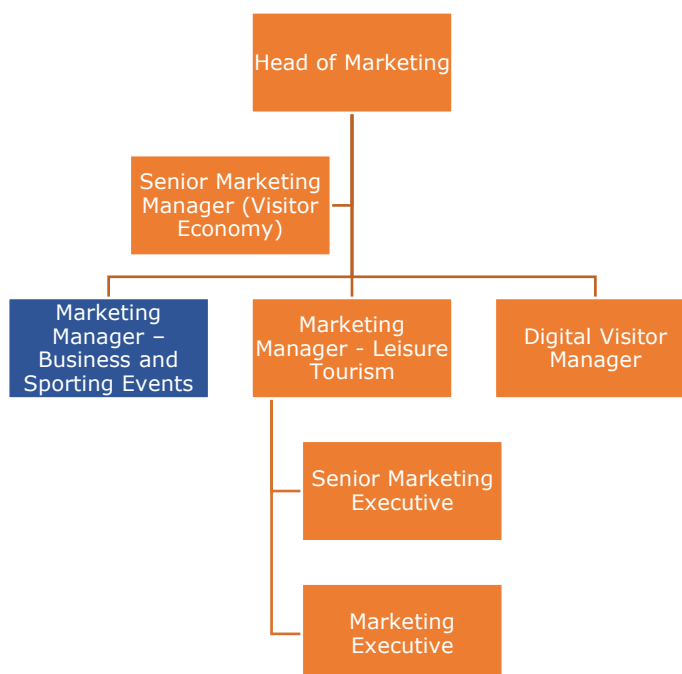 Head of Marketing
Senior Marketing
Manager (Visitor
Economy)
Marketing
Manager –
Business and
Sporting Events
Marketing
Manager - Leisure
Tourism
Digital Visitor
Manager
Senior Marketing
Executive
Marketing
Executive